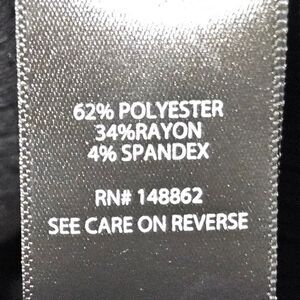 62% POLYESTER
34%RAYON
4% SPANDEX
RN# 148862
SEE CARE ON REVERSE